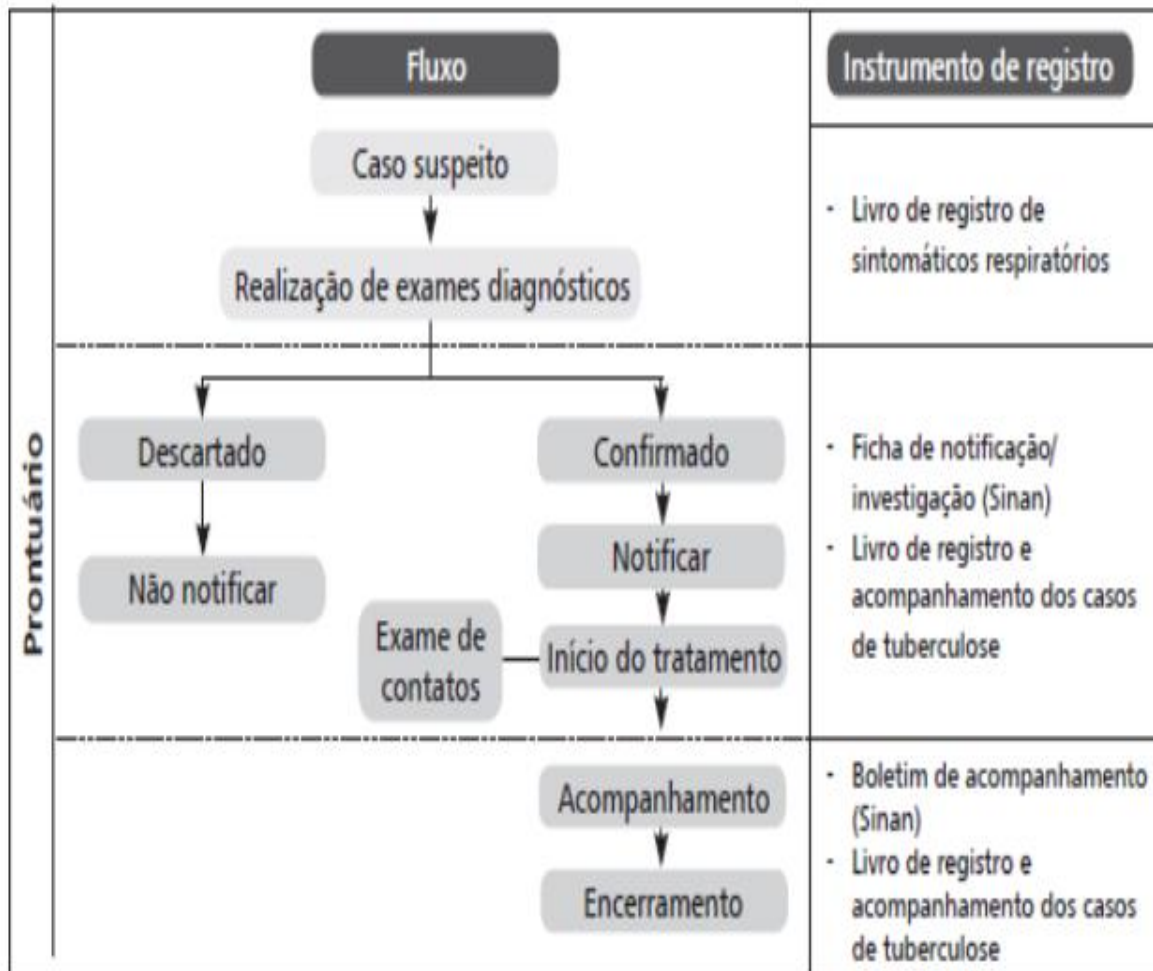 Fluxo
Instrumento de registro
Prontuário
Caso suspeito
Realização de exames diagnósticos
- Livro de registro de
sintomáticos respiratórios
Descartado
Não notificar
Confirmado
Notificar
Exame de
contatos
Início do tratamento
- Ficha de notificação/
investigação (Sinan)
- Livro de registro e
acompanhamento dos casos
de tuberculose
Acompanhamento
Encerramento
- Boletim de acompanhamento
(Sinan)
- Livro de registro e
acompanhamento dos casos
de tuberculose